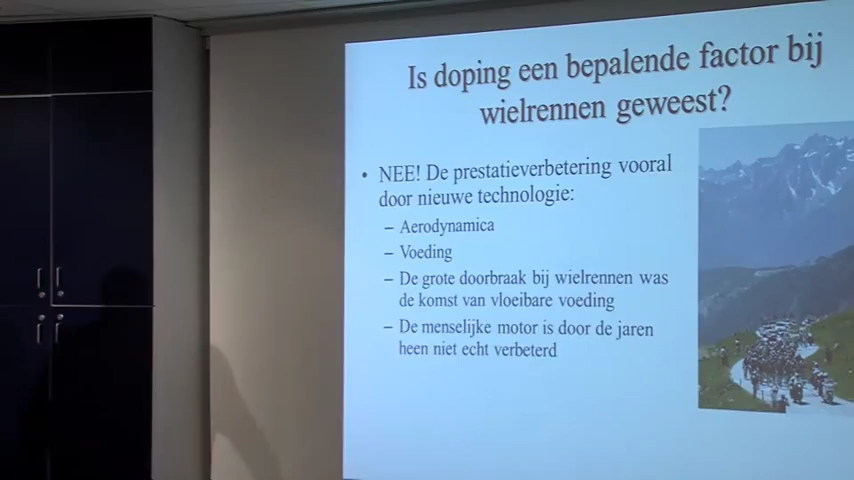 Is doping een bepalende factor bij
wielrennen geweest?
• NEE! De prestatieverbetering vooral
door nieuwe technologie:
– Aerodynamica
– Voeding
– De grote doorbraak bij wielrennen was
de komst van vloeibare voeding
– De menselijke motor is door de jaren
heen niet echt verbeterd